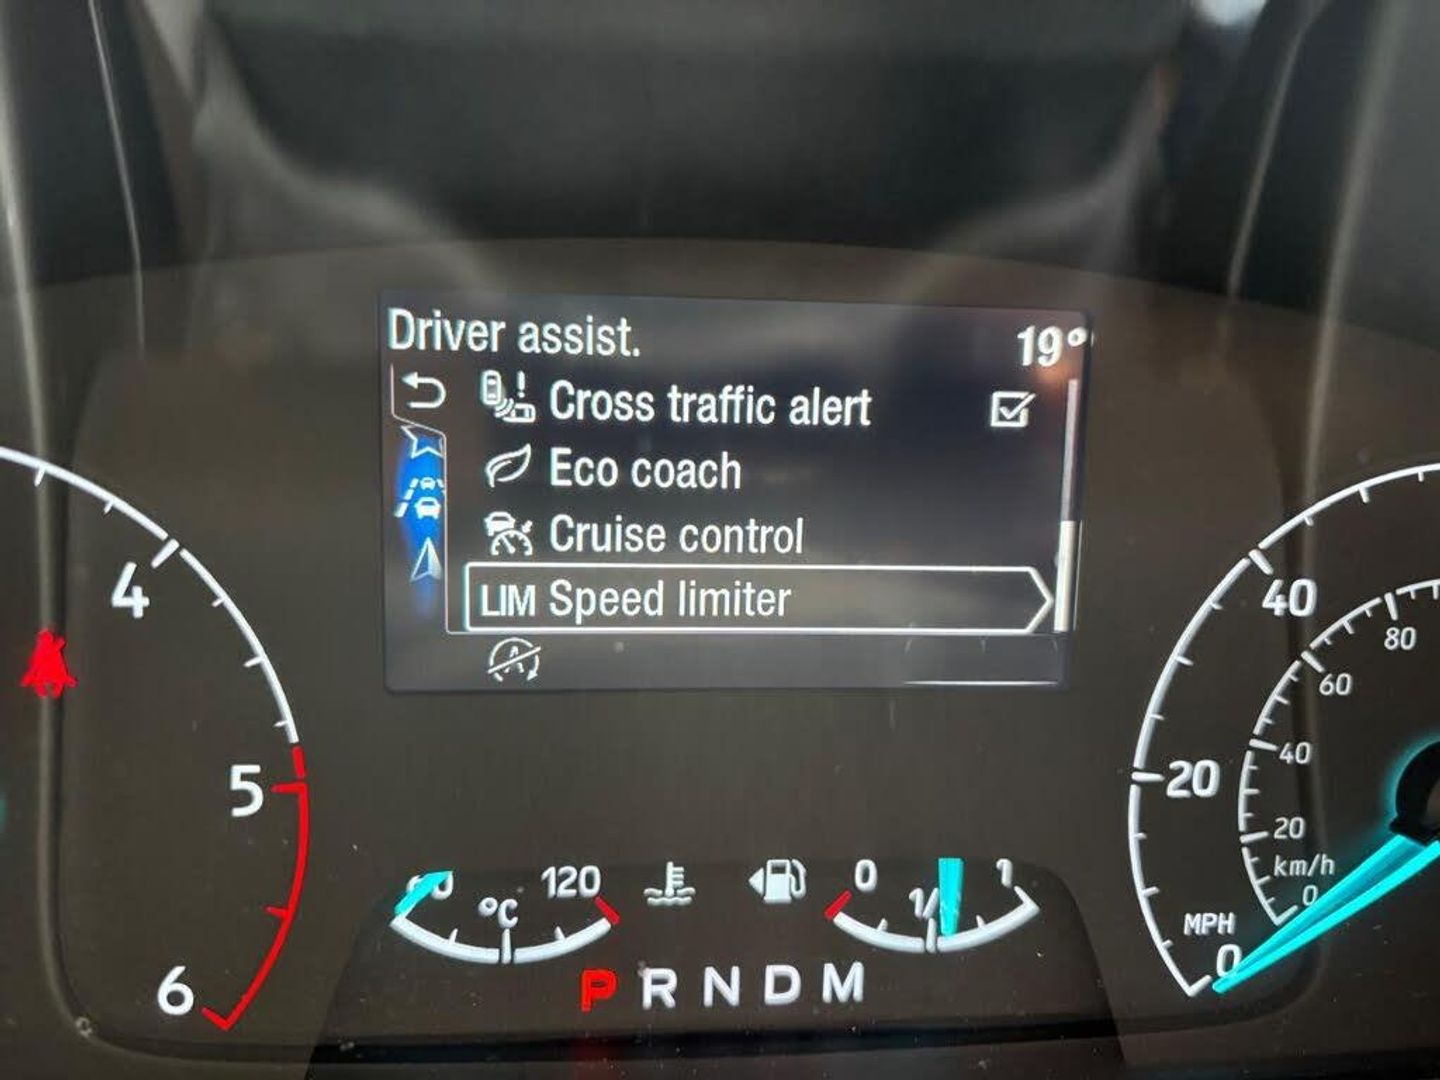 Driver assist. 19°
Cross traffic alert
Eco coach
Cruise control
LIM Speed limiter
A
4
5
6
40
20
0
MPH
80
60
40
20
0
km/h
120
°C
0
1
P R N D M